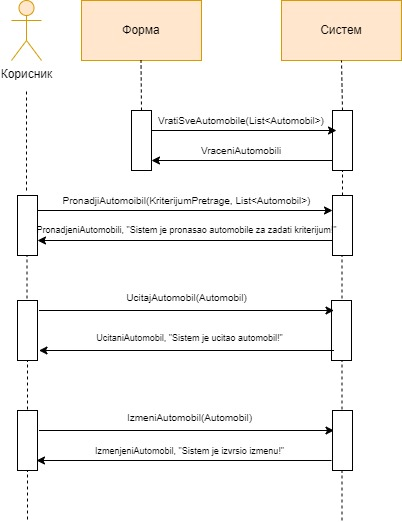 Форма
Систем
Корисник
VratiSveAutomobile(List<Automobil>)
VraceniAutomobili
PronadjiAutomoibil(KriterijumPretrage, List<Automobil>)
PronadjeniAutomobili, "Sistem je pronasao automobile za zadati kriterijum!"
UcitajAutomobil(Automobil)
UcitaniAutomobil, "Sistem je ucitao automobil!"
IzmeniAutomobil(Automobil)
IzmenjeniAutomobil, "Sistem je izvrsio izmenu!"